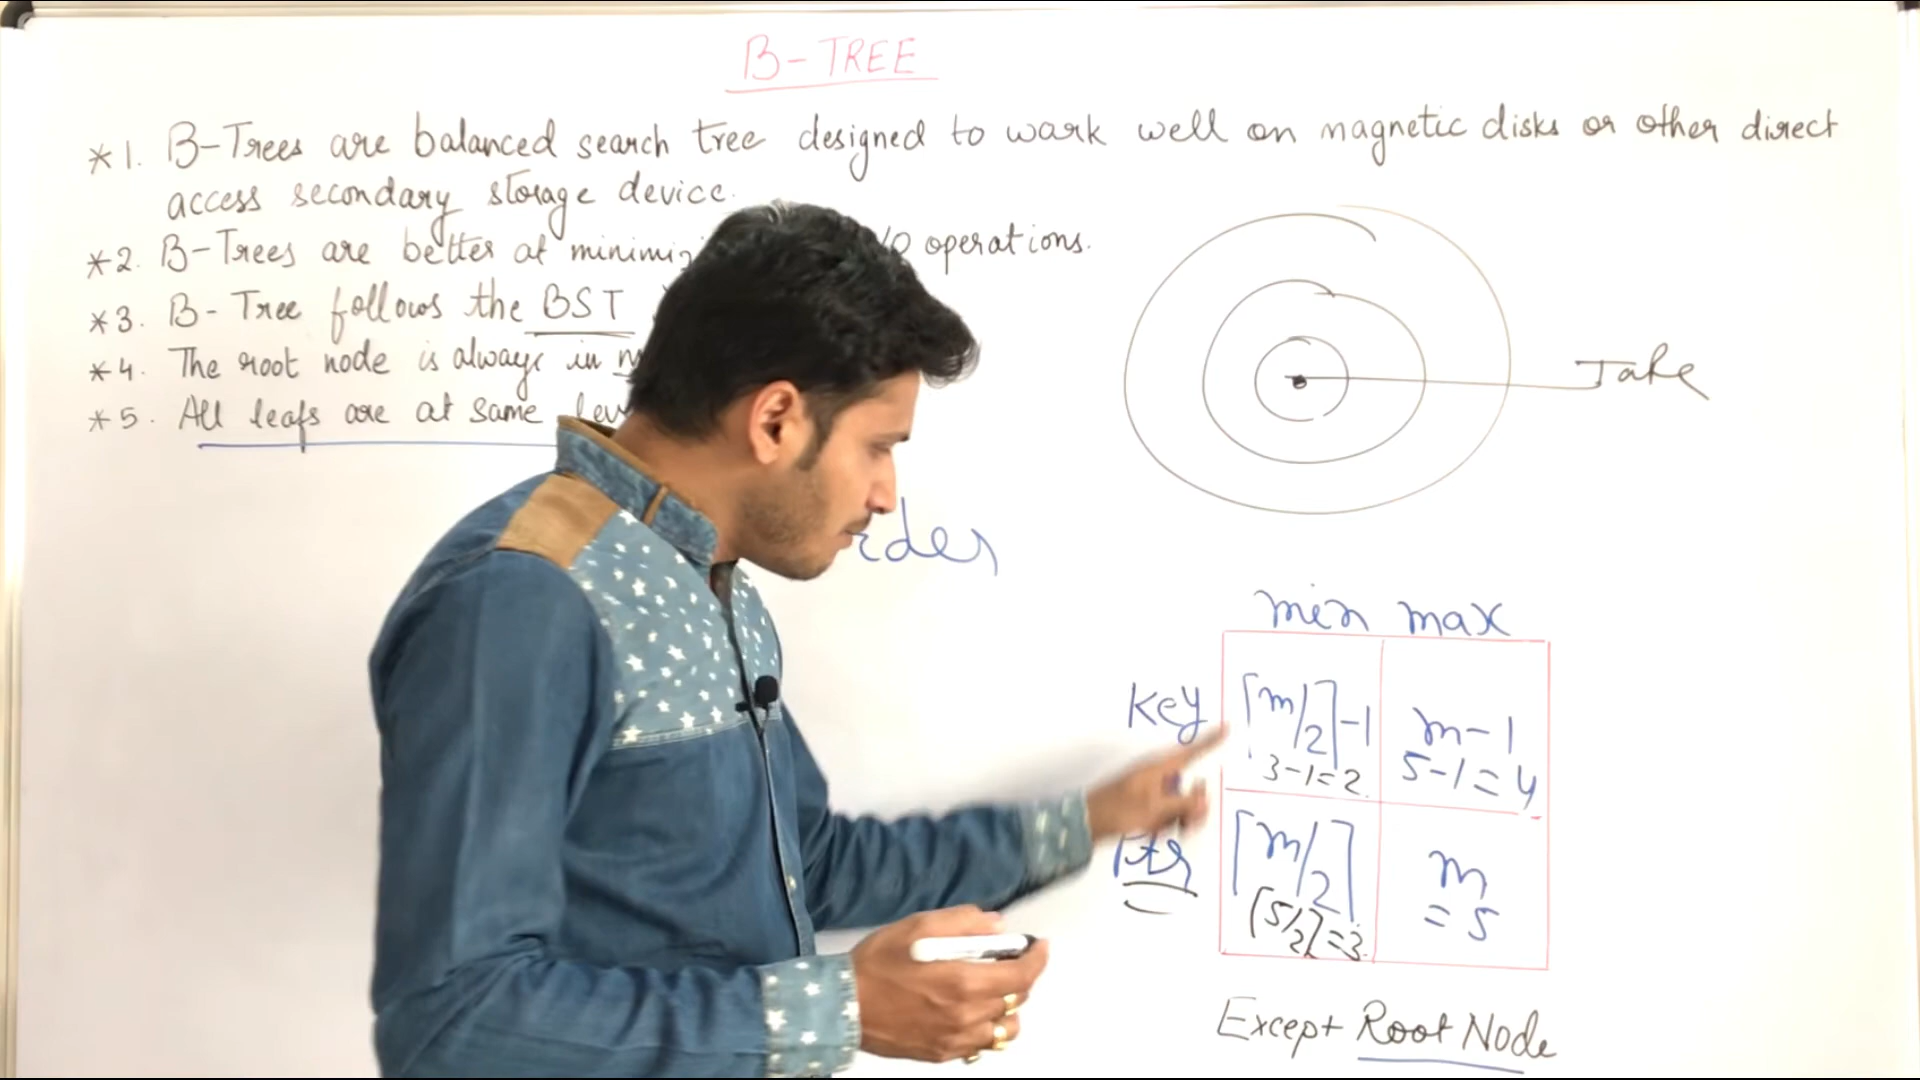 B-TREE
*1. B-Trees are balanced search tree designed to work well on magnetic disks or other direct
access secondary storage device.
*2. B-Trees are better at operations.
*3. B-Tree follows the BST
*4. The root node is always in
*5. All leafs are at same
min max
Key ⌈m/2⌉-1 m-1
3-1=2 5-1=4
Ptr ⌈m/2⌉ m
⌈5/2⌉=3 =5
Except Root Node